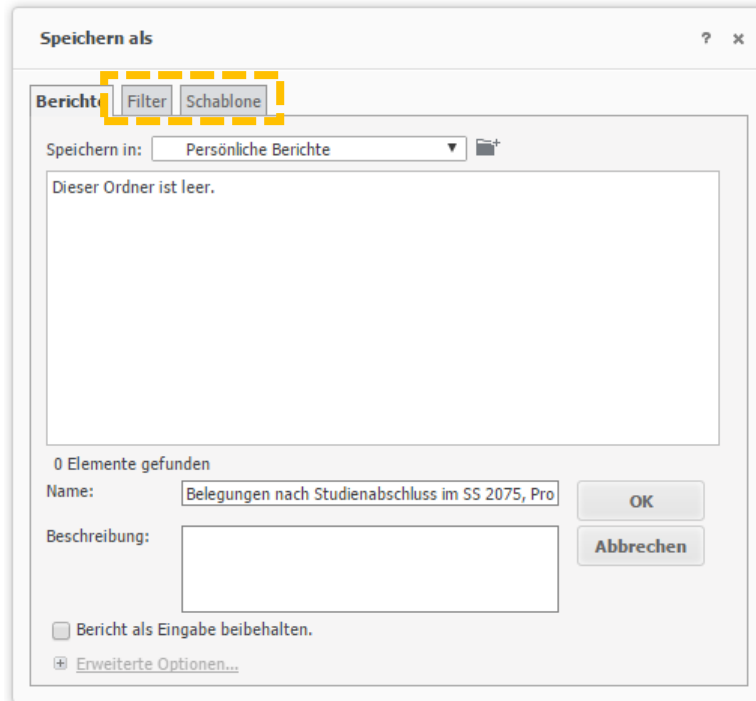 Speichern als ? ×
Berichte Filter Schablone
Speichern in: Persönliche Berichte
Dieser Ordner ist leer.
0 Elemente gefunden
Name: Belegungen nach Studienabschluss im SS 2075, Pro
OK
Beschreibung:
Abbrechen
Bericht als Eingabe beibehalten.
Erweiterte Optionen...